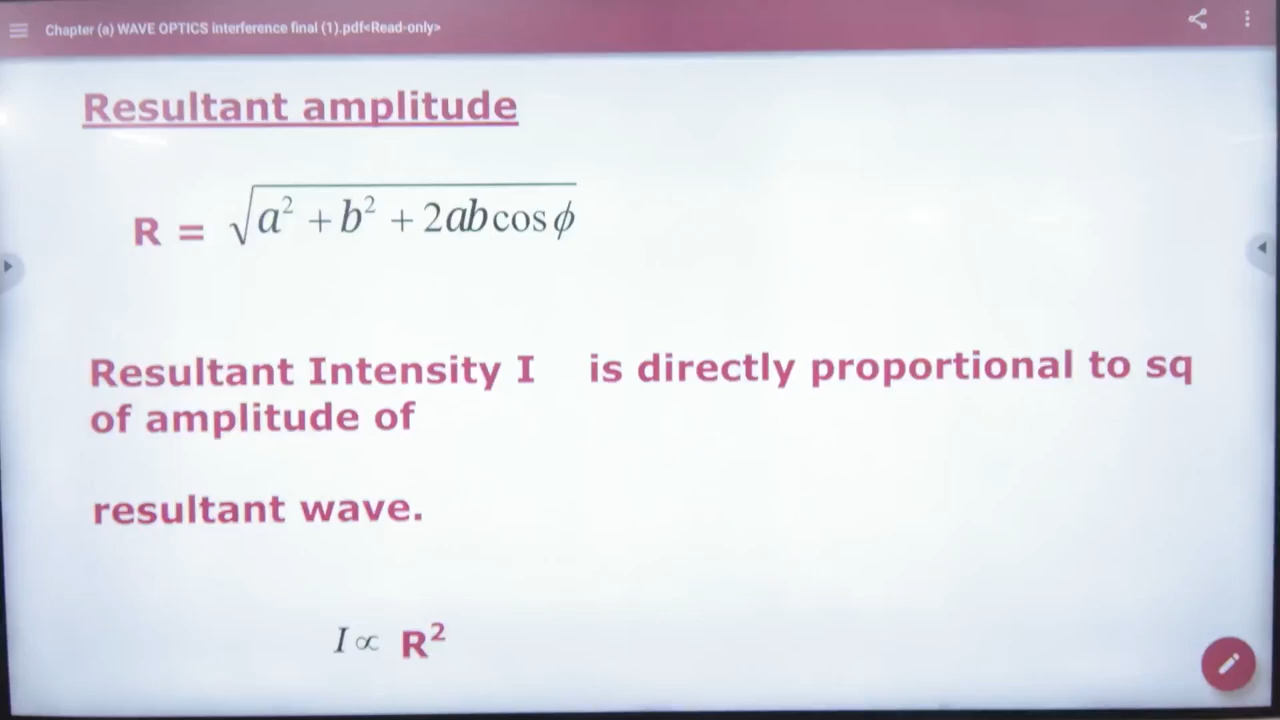 Chapter (a) WAVE OPTICS interference final (1).pdf<Read-only>
Resultant amplitude
R = √a² + b² + 2ab cos ϕ
Resultant Intensity I is directly proportional to sq
of amplitude of
resultant wave.
I ∝ R²